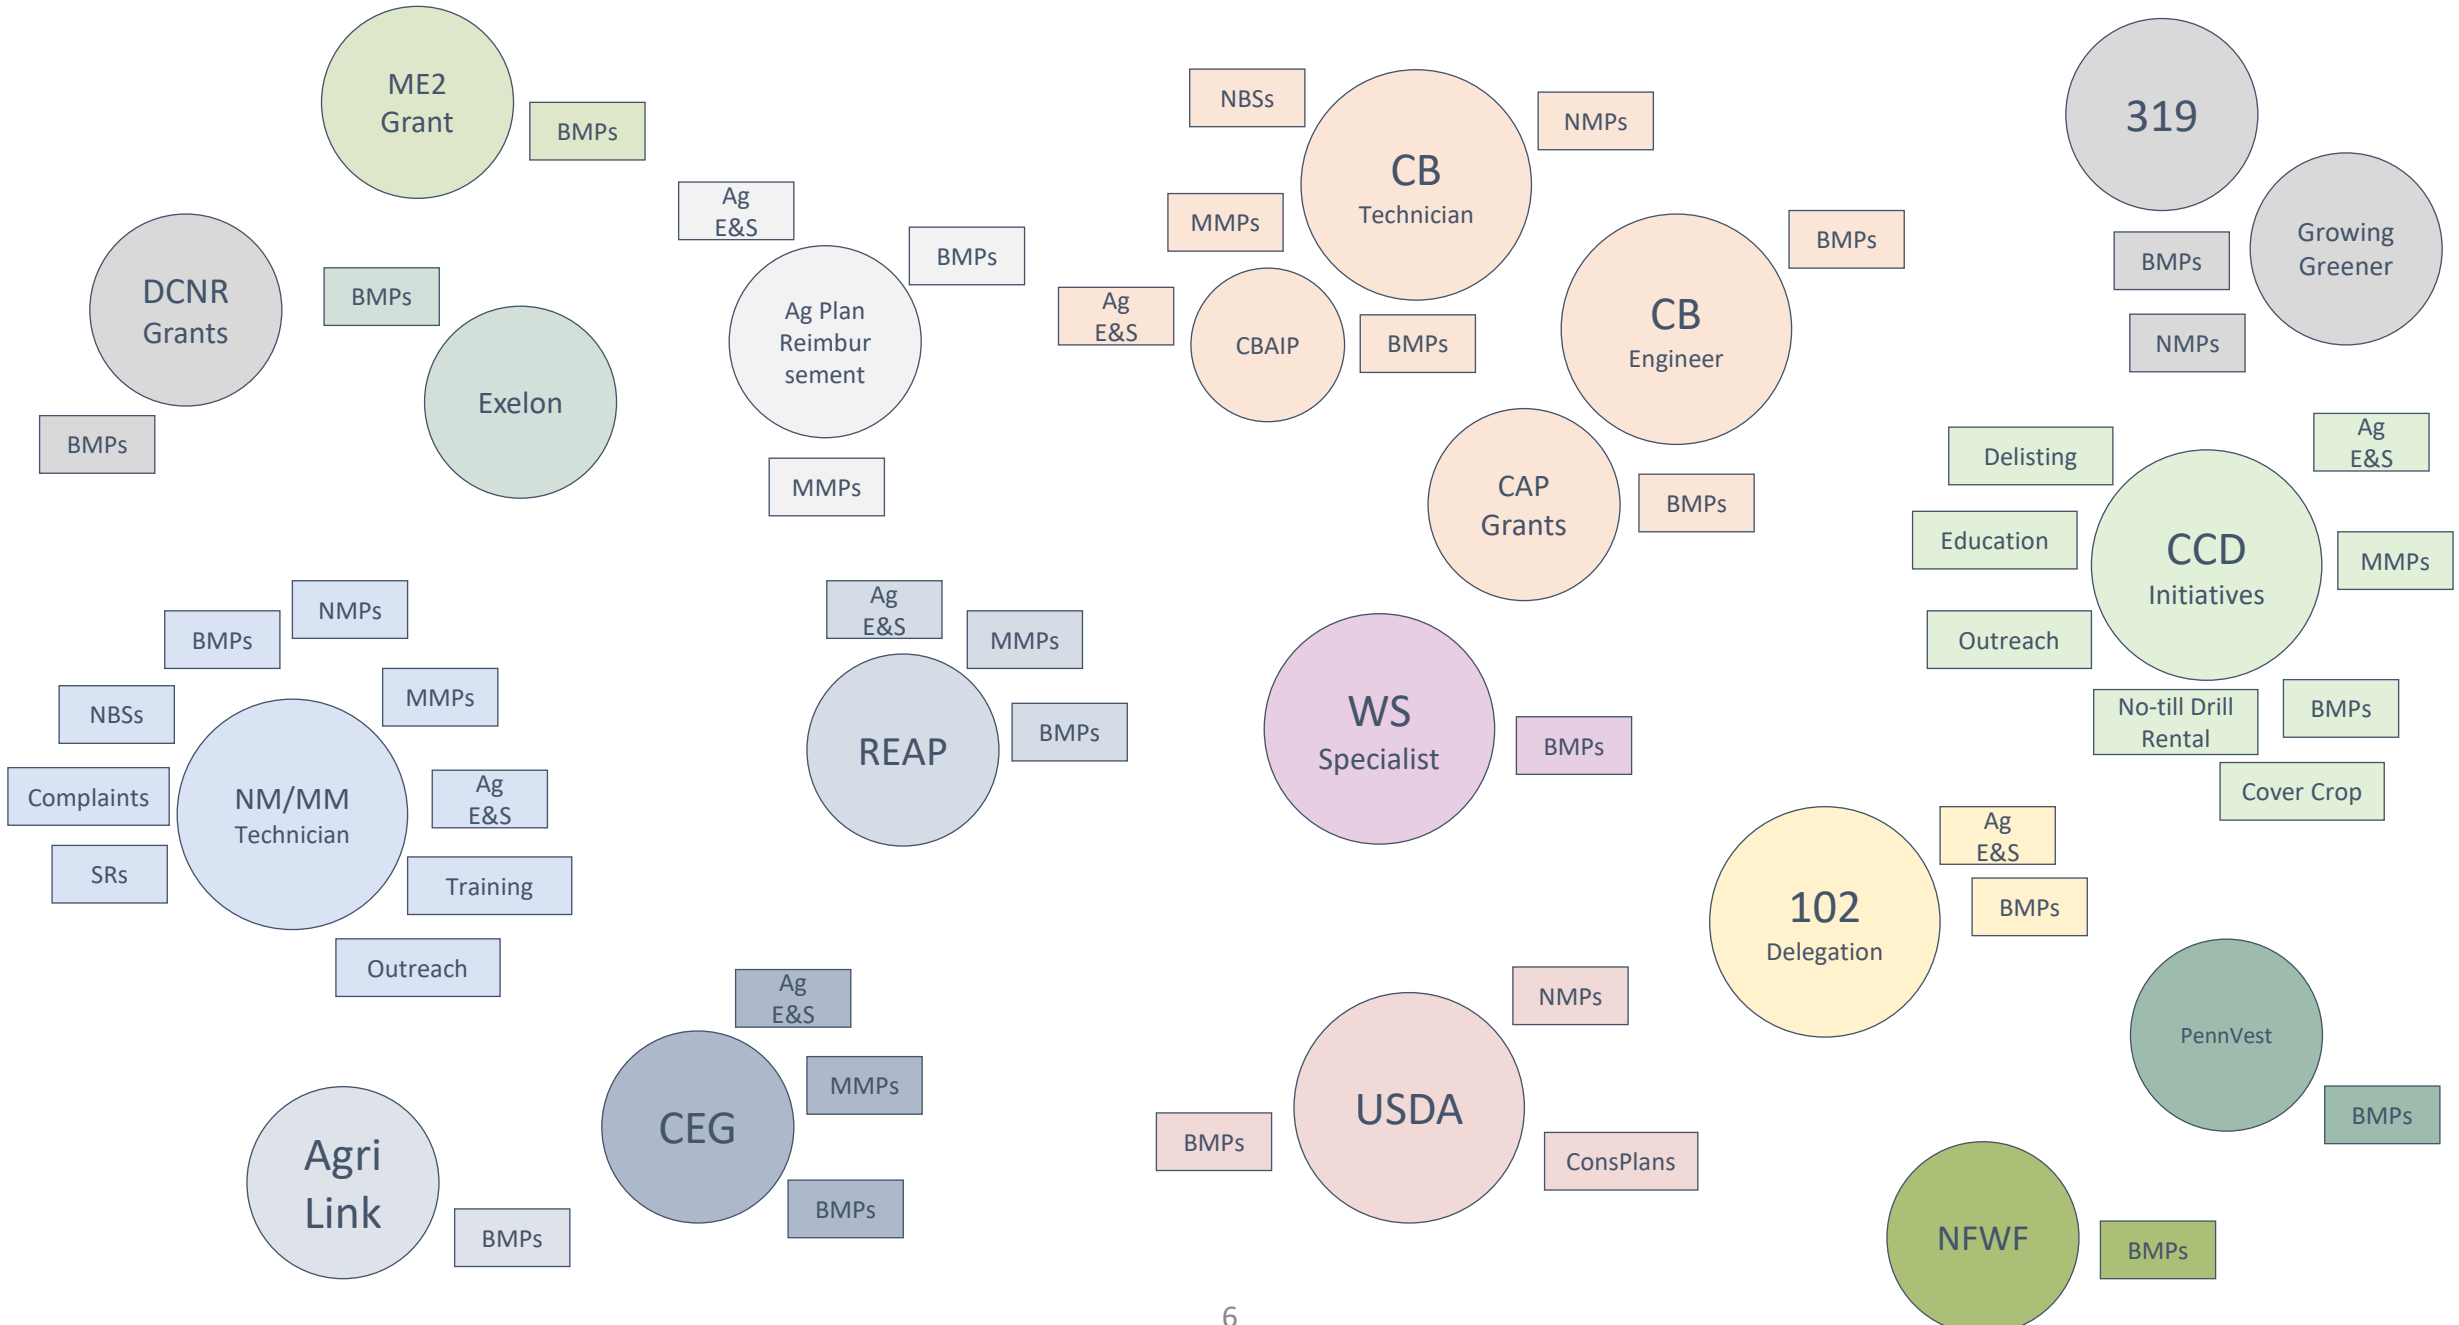 ME2
Grant
BMPs
DCNR
Grants
BMPs
BMPs
Exelon
Ag
E&S
BMPs
Ag Plan
Reimbur
sement
MMPs
NBSs
CB
Technician
NMPs
MMPs
Ag
E&S
CBAIP
BMPs
CB
Engineer
BMPs
CAP
Grants
BMPs
319
Growing
Greener
BMPs
NMPs
Delisting
Ag
E&S
Education
CCD
Initiatives
MMPs
Outreach
No-till Drill
Rental
BMPs
Cover Crop
NMPs
BMPs
MMPs
NBSs
Complaints
NM/MM
Technician
Ag
E&S
SRs
Training
Outreach
Ag
E&S
MMPs
REAP
BMPs
WS
Specialist
BMPs
102
Delegation
Ag
E&S
BMPs
PennVest
BMPs
Agri
Link
BMPs
Ag
E&S
CEG
MMPs
BMPs
NMPs
USDA
BMPs
ConsPlans
NFWF
BMPs
6